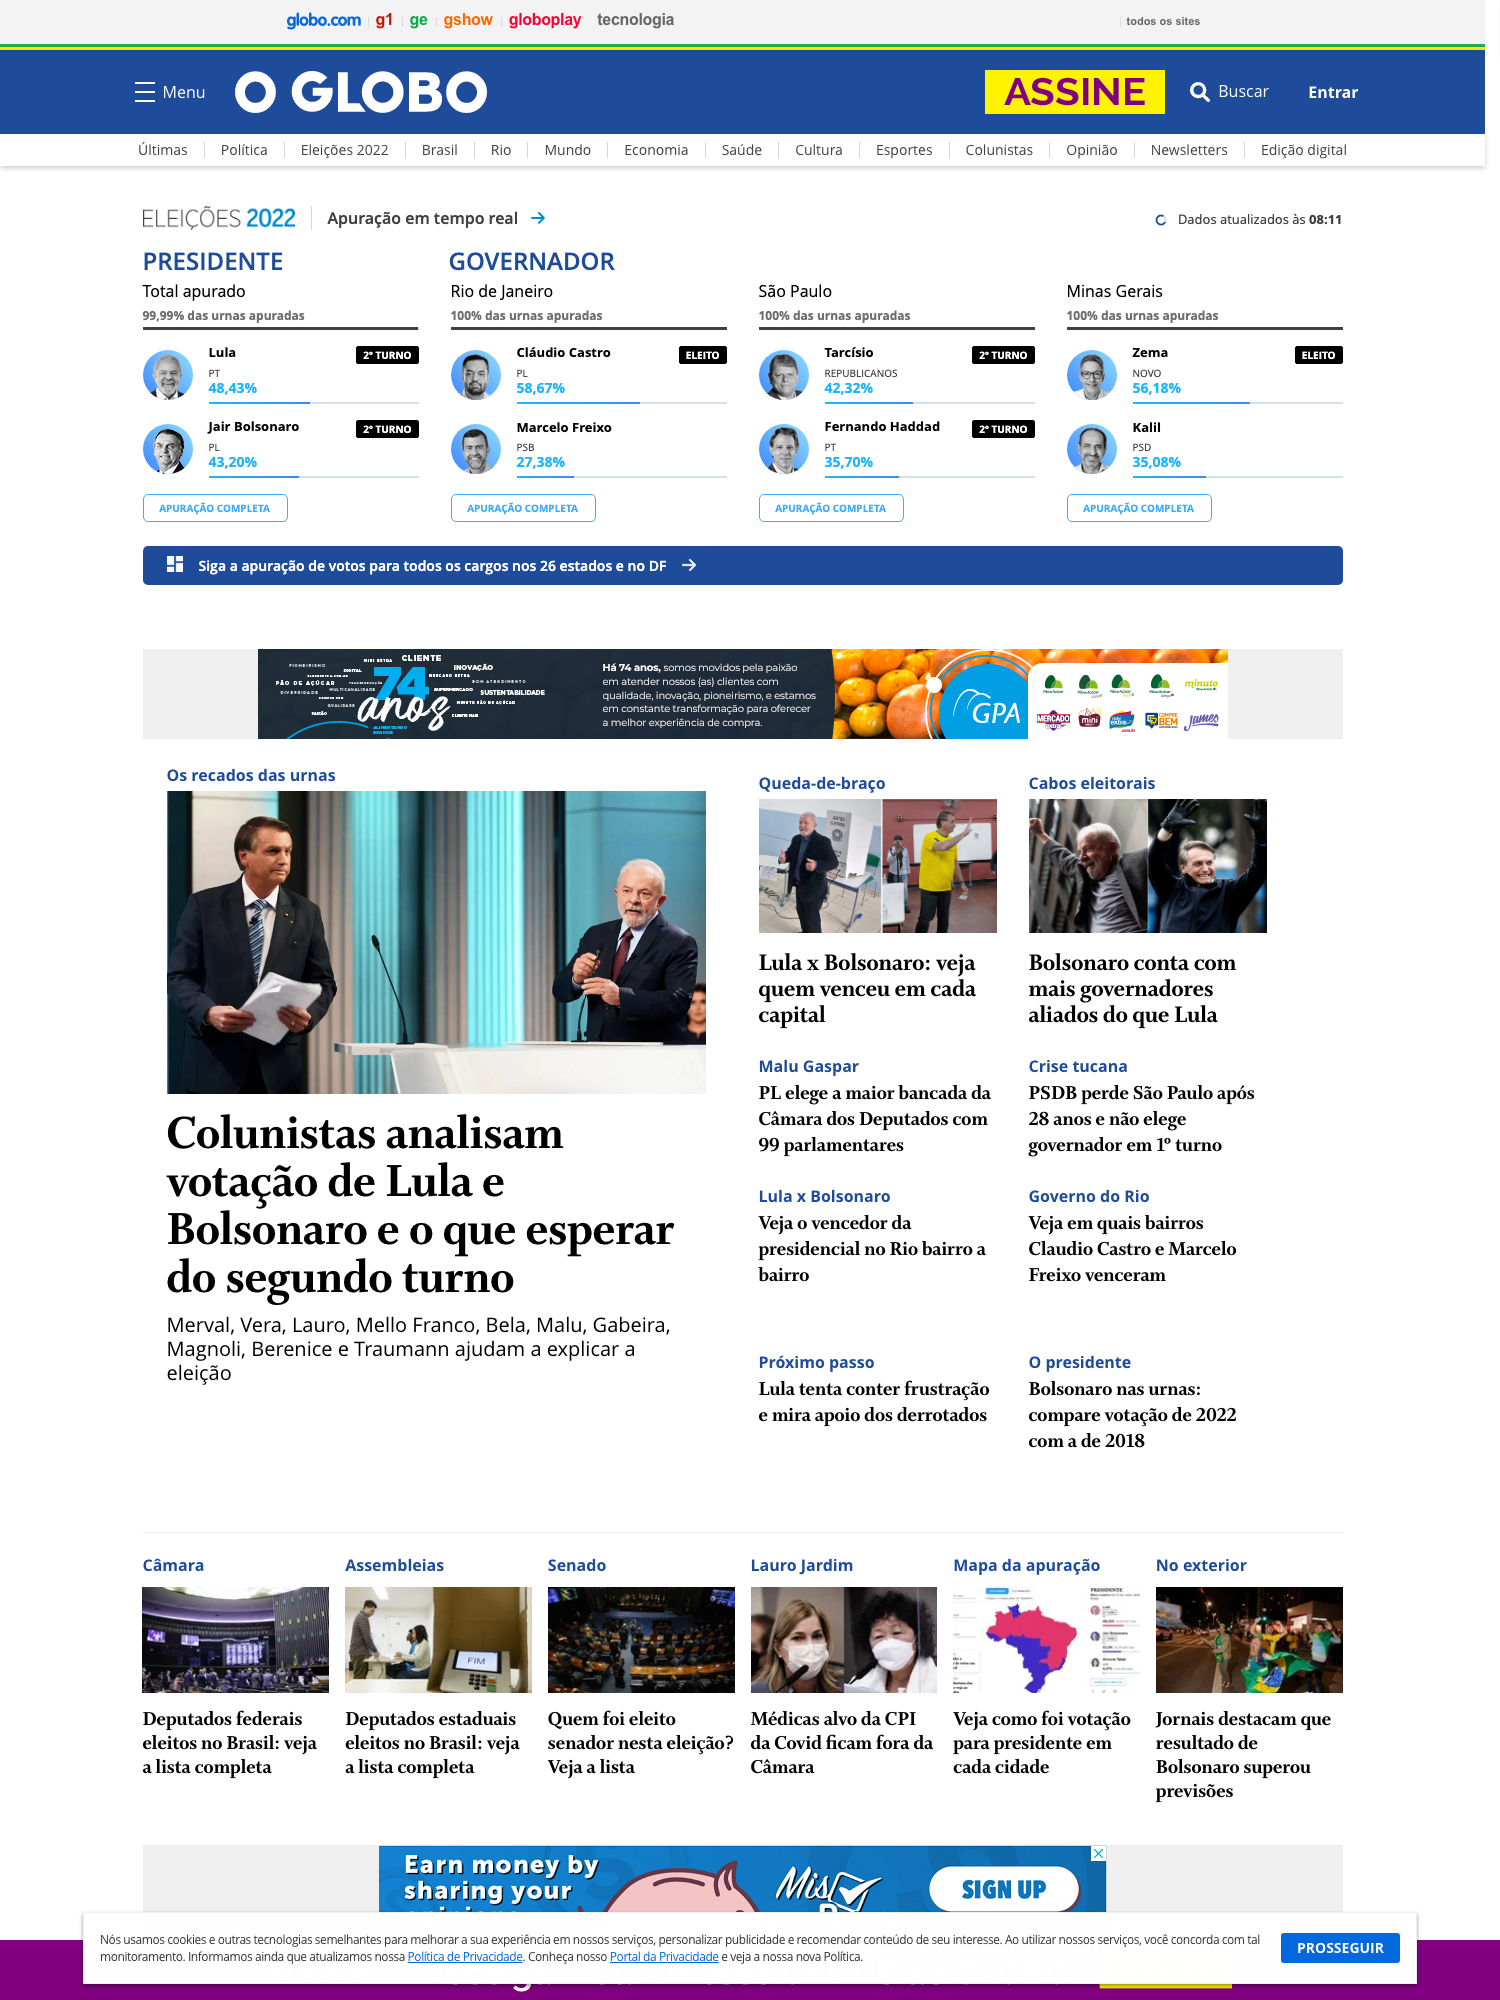 globo.com g1 ge gshow globoplay tecnologia todos os sites
Menu O GLOBO ASSINE Buscar Entrar
Últimas Política Eleições 2022 Brasil Rio Mundo Economia Saúde Cultura Esportes Colunistas Opinião Newsletters Edição digital
ELEIÇÕES 2022 Apuração em tempo real Dados atualizados às 08:11
PRESIDENTE
Total apurado
99,99% das urnas apuradas
Lula 2º TURNO
PT
48,43%
Jair Bolsonaro 2º TURNO
PL
43,20%
APURAÇÃO COMPLETA
GOVERNADOR
Rio de Janeiro
100% das urnas apuradas
Cláudio Castro ELEITO
PL
58,67%
Marcelo Freixo
PSB
27,38%
APURAÇÃO COMPLETA
São Paulo
100% das urnas apuradas
Tarcísio 2º TURNO
REPUBLICANOS
42,32%
Fernando Haddad 2º TURNO
PT
35,70%
APURAÇÃO COMPLETA
Minas Gerais
100% das urnas apuradas
Zema ELEITO
NOVO
56,18%
Kalil
PSD
35,08%
APURAÇÃO COMPLETA
Siga a apuração de votos para todos os cargos nos 26 estados e no DF
CLIENTE
INOVAÇÃO
PÃO DE AÇÚCAR
DIVERSIDADE
MULTICANALIDADE
SUPERMERCADO
SUSTENTABILIDADE
74
anos
Há 74 anos, somos movidos pela paixão
em atender nossos (as) clientes com
qualidade, inovação, pioneirismo, e estamos
em constante transformação para oferecer
a melhor experiência de compra.
GPA
minuto
MERCADO
mini
extra
COMPRE
BEM
James
Os recados das urnas
Colunistas analisam
votação de Lula e
Bolsonaro e o que esperar
do segundo turno
Merval, Vera, Lauro, Mello Franco, Bela, Malu, Gabeira,
Magnoli, Berenice e Traumann ajudam a explicar a
eleição
Queda-de-braço
Lula x Bolsonaro: veja
quem venceu em cada
capital
Cabos eleitorais
Bolsonaro conta com
mais governadores
aliados do que Lula
Malu Gaspar
PL elege a maior bancada da
Câmara dos Deputados com
99 parlamentares
Crise tucana
PSDB perde São Paulo após
28 anos e não elege
governador em 1º turno
Lula x Bolsonaro
Veja o vencedor da
presidencial no Rio bairro a
bairro
Governo do Rio
Veja em quais bairros
Claudio Castro e Marcelo
Freixo venceram
Próximo passo
Lula tenta conter frustração
e mira apoio dos derrotados
O presidente
Bolsonaro nas urnas:
compare votação de 2022
com a de 2018
Câmara
Deputados federais
eleitos no Brasil: veja
a lista completa
Assembleias
FIM
Deputados estaduais
eleitos no Brasil: veja
a lista completa
Senado
Quem foi eleito
senador nesta eleição?
Veja a lista
Lauro Jardim
Médicas alvo da CPI
da Covid ficam fora da
Câmara
Mapa da apuração
PRESIDENTE
Veja como foi votação
para presidente em
cada cidade
No exterior
Jornais destacam que
resultado de
Bolsonaro superou
previsões
Earn money by
sharing your
SIGN UP
Nós usamos cookies e outras tecnologias semelhantes para melhorar a sua experiência em nossos serviços, personalizar publicidade e recomendar conteúdo de seu interesse. Ao utilizar nossos serviços, você concorda com tal
monitoramento. Informamos ainda que atualizamos nossa Política de Privacidade. Conheça nosso Portal da Privacidade e veja a nossa nova Política.
PROSSEGUIR